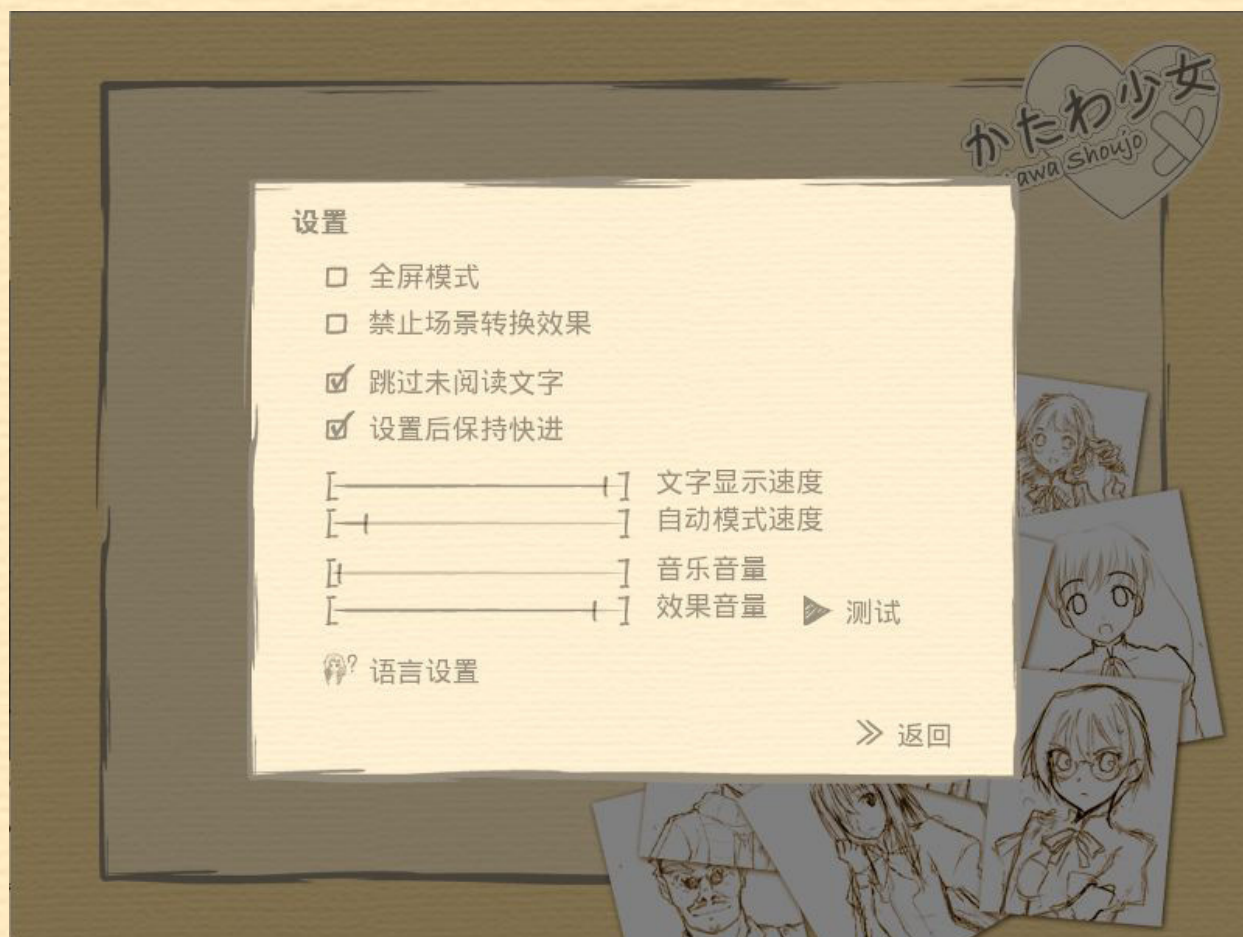 かたわ少女
awa Shoujo
设置
全屏模式
禁止场景转换效果
跳过未阅读文字
设置后保持快进
文字显示速度
自动模式速度
音乐音量
效果音量 测试
? 语言设置
返回